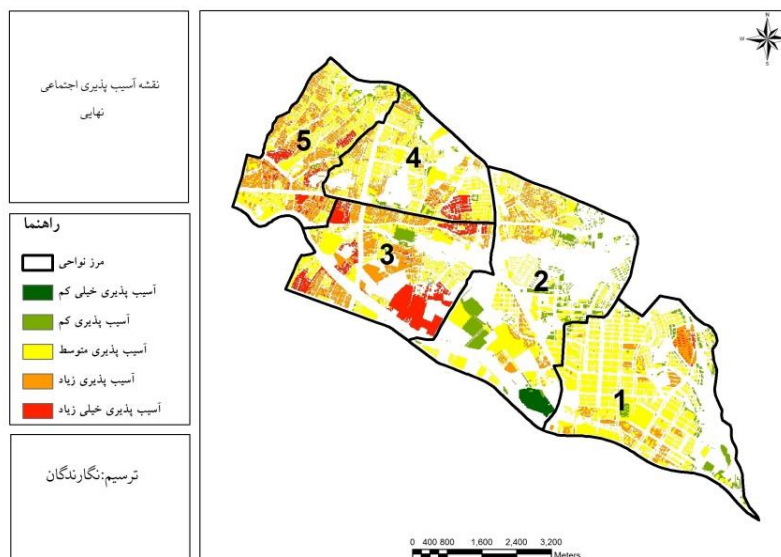 نقشه آسیب پذیری اجتماعی
نهایی
راهنما
مرز نواحی
آسیب پذیری خیلی کم
آسیب پذیری کم
آسیب پذیری متوسط
آسیب پذیری زیاد
آسیب پذیری خیلی زیاد
ترسیم:نگارندگان
N
W
E
S
5
4
3
2
1
0 400 800 1,600 2,400 3,200
Meters